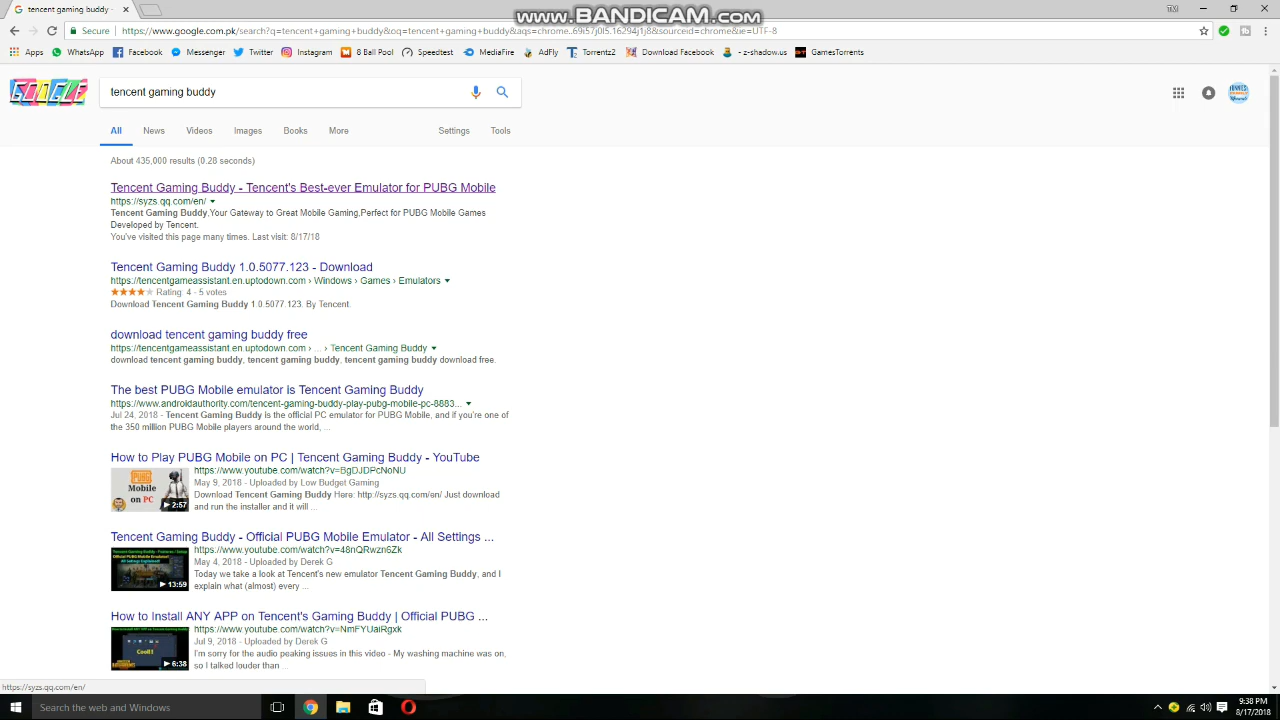 www.BANDICAM.com
tencent gaming buddy -
Secure https://www.google.com.pk/search?q=tencent+gaming+buddy&oq=tencent+gaming+buddy&aqs=chrome..69i57j0l5.16294j1j8&sourceid=chrome&ie=UTF-8
Apps WhatsApp Facebook Messenger Twitter Instagram 8 Ball Pool Speedtest MediaFire AdFly Torrentz2 Download Facebook - z-shadow.us GamesTorrents
GOOGLE tencent gaming buddy
All News Videos Images Books More Settings Tools
About 435,000 results (0.28 seconds)
Tencent Gaming Buddy - Tencent's Best-ever Emulator for PUBG Mobile
https://syzs.qq.com/en/
Tencent Gaming Buddy,Your Gateway to Great Mobile Gaming,Perfect for PUBG Mobile Games
Developed by Tencent.
You've visited this page many times. Last visit: 8/17/18
Tencent Gaming Buddy 1.0.5077.123 - Download
https://tencentgameassistant.en.uptodown.com › Windows › Games › Emulators
Rating: 4 - 5 votes
Download Tencent Gaming Buddy 1.0.5077.123. By Tencent.
download tencent gaming buddy free
https://tencentgameassistant.en.uptodown.com › ... › Tencent Gaming Buddy
download tencent gaming buddy, tencent gaming buddy, tencent gaming buddy download free.
The best PUBG Mobile emulator is Tencent Gaming Buddy
https://www.androidauthority.com/tencent-gaming-buddy-play-pubg-mobile-pc-8883...
Jul 24, 2018 - Tencent Gaming Buddy is the official PC emulator for PUBG Mobile, and if you're one of
the 350 million PUBG Mobile players around the world, ...
How to Play PUBG Mobile on PC | Tencent Gaming Buddy - YouTube
https://www.youtube.com/watch?v=BgDJDPcNoNU
May 9, 2018 - Uploaded by Low Budget Gaming
Download Tencent Gaming Buddy Here: http://syzs.qq.com/en/ Just download
and run the installer and it will ...
Mobile
on PC
2:57
Tencent Gaming Buddy - Official PUBG Mobile Emulator - All Settings ...
https://www.youtube.com/watch?v=48nQRwzn6Zk
May 4, 2018 - Uploaded by Derek G
Today we take a look at Tencent's new emulator Tencent Gaming Buddy, and I
explain what (almost) every ...
13:59
How to Install ANY APP on Tencent's Gaming Buddy | Official PUBG ...
https://www.youtube.com/watch?v=NmFYUaiRgxk
Jul 9, 2018 - Uploaded by Derek G
I'm sorry for the audio peaking issues in this video - My washing machine was on,
so I talked louder than ...
Cool!!
6:38
https://syzs.qq.com/en/
Search the web and Windows
9:38 PM
8/17/2018